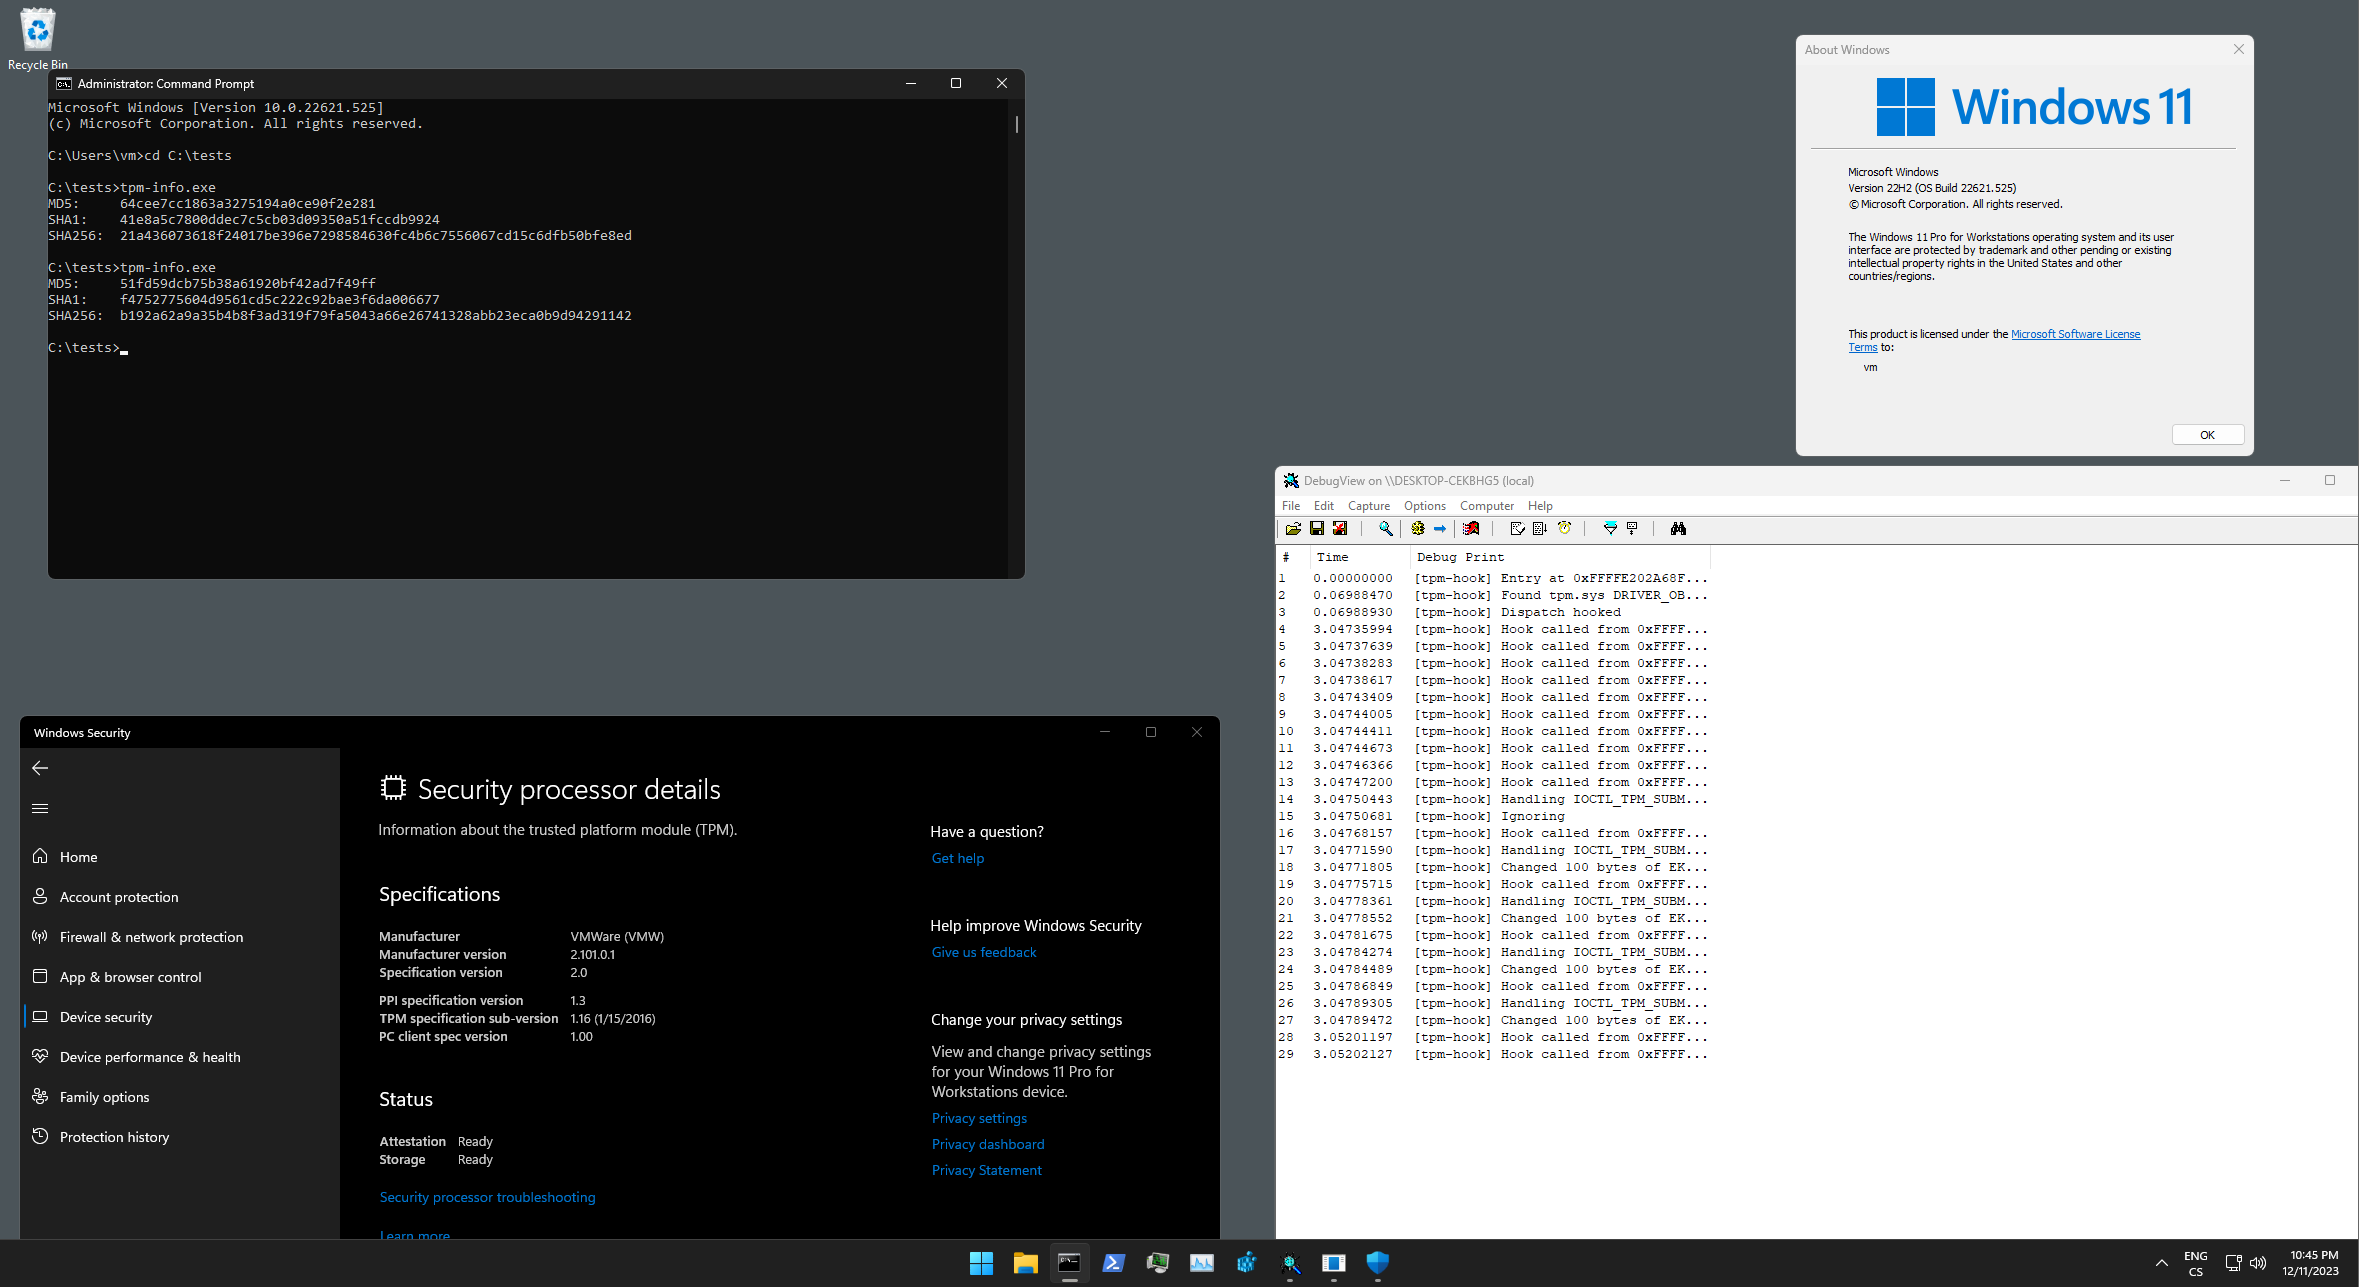 Recycle Bin
Administrator: Command Prompt
Microsoft Windows [Version 10.0.22621.525]
(c) Microsoft Corporation. All rights reserved.
C:\Users\vm>cd C:\tests
C:\tests>tpm-info.exe
MD5: 64cee7cc1863a3275194a0ce90f2e281
SHA1: 41e8a5c7800ddec7c5cb03d09350a51fccdb9924
SHA256: 21a436073618f24017be396e7298584630fc4b6c7556067cd15c6dfb50bfe8ed
C:\tests>tpm-info.exe
MD5: 51fd59dcb75b38a61920bf42ad7f49ff
SHA1: f4752775604d9561cd5c222c92bae3f6da006677
SHA256: b192a62a9a35b4b8f3ad319f79fa5043a66e26741328abb23eca0b9d94291142
C:\tests>
About Windows
Windows 11
Microsoft Windows
Version 22H2 (OS Build 22621.525)
© Microsoft Corporation. All rights reserved.
The Windows 11 Pro for Workstations operating system and its user
interface are protected by trademark and other pending or existing
intellectual property rights in the United States and other
countries/regions.
This product is licensed under the Microsoft Software License
Terms to:
vm
OK
DebugView on \\DESKTOP-CEKBHG5 (local)
File Edit Capture Options Computer Help
# Time Debug Print
1 0.00000000 [tpm-hook] Entry at 0xFFFFE202A68F...
2 0.06988470 [tpm-hook] Found tpm.sys DRIVER_OB...
3 0.06988930 [tpm-hook] Dispatch hooked
4 3.04735994 [tpm-hook] Hook called from 0xFFFF...
5 3.04737639 [tpm-hook] Hook called from 0xFFFF...
6 3.04738283 [tpm-hook] Hook called from 0xFFFF...
7 3.04738617 [tpm-hook] Hook called from 0xFFFF...
8 3.04743409 [tpm-hook] Hook called from 0xFFFF...
9 3.04744005 [tpm-hook] Hook called from 0xFFFF...
10 3.04744411 [tpm-hook] Hook called from 0xFFFF...
11 3.04744673 [tpm-hook] Hook called from 0xFFFF...
12 3.04746366 [tpm-hook] Hook called from 0xFFFF...
13 3.04747200 [tpm-hook] Hook called from 0xFFFF...
14 3.04750443 [tpm-hook] Handling IOCTL_TPM_SUBM...
15 3.04750681 [tpm-hook] Ignoring
16 3.04768157 [tpm-hook] Hook called from 0xFFFF...
17 3.04771590 [tpm-hook] Handling IOCTL_TPM_SUBM...
18 3.04771805 [tpm-hook] Changed 100 bytes of EK...
19 3.04775715 [tpm-hook] Hook called from 0xFFFF...
20 3.04778361 [tpm-hook] Handling IOCTL_TPM_SUBM...
21 3.04778552 [tpm-hook] Changed 100 bytes of EK...
22 3.04781675 [tpm-hook] Hook called from 0xFFFF...
23 3.04784274 [tpm-hook] Handling IOCTL_TPM_SUBM...
24 3.04784489 [tpm-hook] Changed 100 bytes of EK...
25 3.04786849 [tpm-hook] Hook called from 0xFFFF...
26 3.04789305 [tpm-hook] Handling IOCTL_TPM_SUBM...
27 3.04789472 [tpm-hook] Changed 100 bytes of EK...
28 3.05201197 [tpm-hook] Hook called from 0xFFFF...
29 3.05202127 [tpm-hook] Hook called from 0xFFFF...
Windows Security
Home
Account protection
Firewall & network protection
App & browser control
Device security
Device performance & health
Family options
Protection history
Security processor details
Information about the trusted platform module (TPM).
Specifications
Manufacturer VMWare (VMW)
Manufacturer version 2.101.0.1
Specification version 2.0
PPI specification version 1.3
TPM specification sub-version 1.16 (1/15/2016)
PC client spec version 1.00
Status
Attestation Ready
Storage Ready
Security processor troubleshooting
Learn more
Have a question?
Get help
Help improve Windows Security
Give us feedback
Change your privacy settings
View and change privacy settings
for your Windows 11 Pro for
Workstations device.
Privacy settings
Privacy dashboard
Privacy Statement
ENG
CS
10:45 PM
12/11/2023